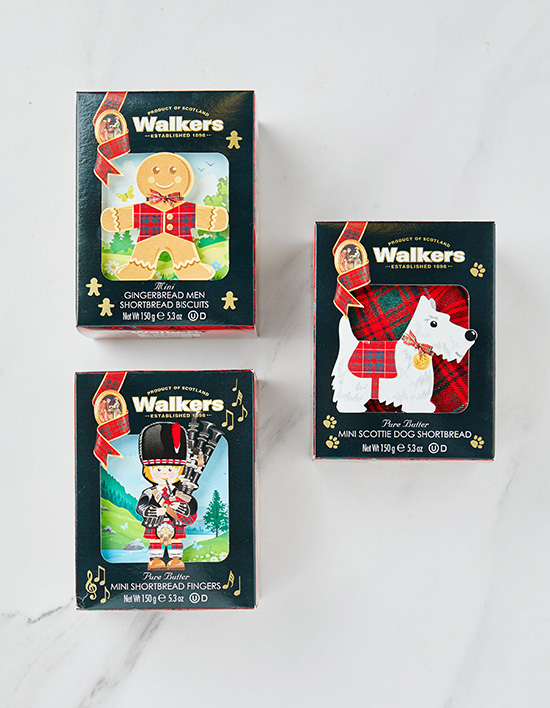 PRODUCT OF SCOTLAND
Walkers
ESTABLISHED 1898
Mini
GINGERBREAD MEN
SHORTBREAD BISCUITS
Net Wt 150 g e 5.3 oz U D
PRODUCT OF SCOTLAND
Walkers
ESTABLISHED 1898
Pure Butter
MINI SCOTTIE DOG SHORTBREAD
Net Wt 150 g e 5.3 oz U D
PRODUCT OF SCOTLAND
Walkers
ESTABLISHED 1898
Pure Butter
MINI SHORTBREAD FINGERS
Net Wt 150 g e 5.3 oz U D